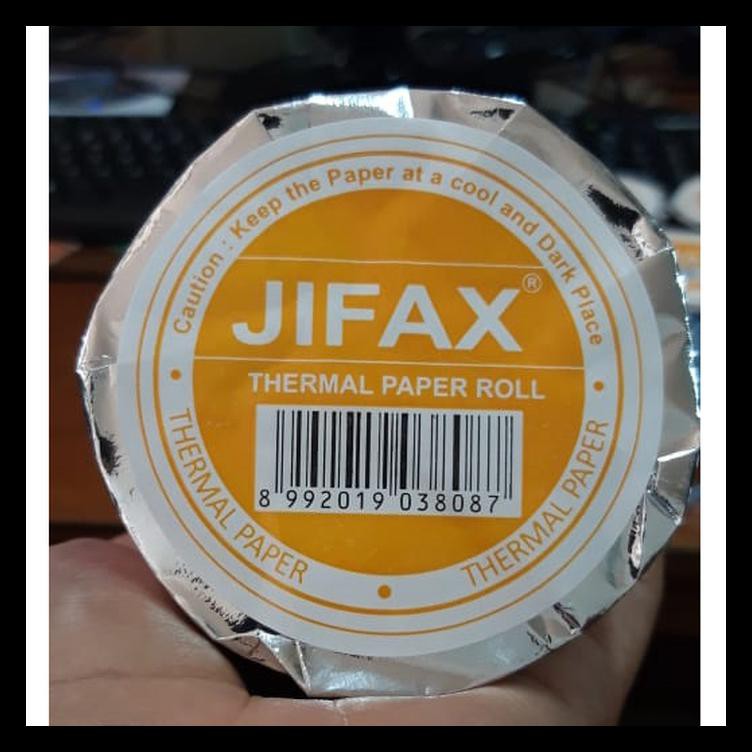 Caution : Keep the Paper at a cool and Dark Place
JIFAX®
THERMAL PAPER ROLL
8 992019 038087
THERMAL PAPER
THERMAL PAPER